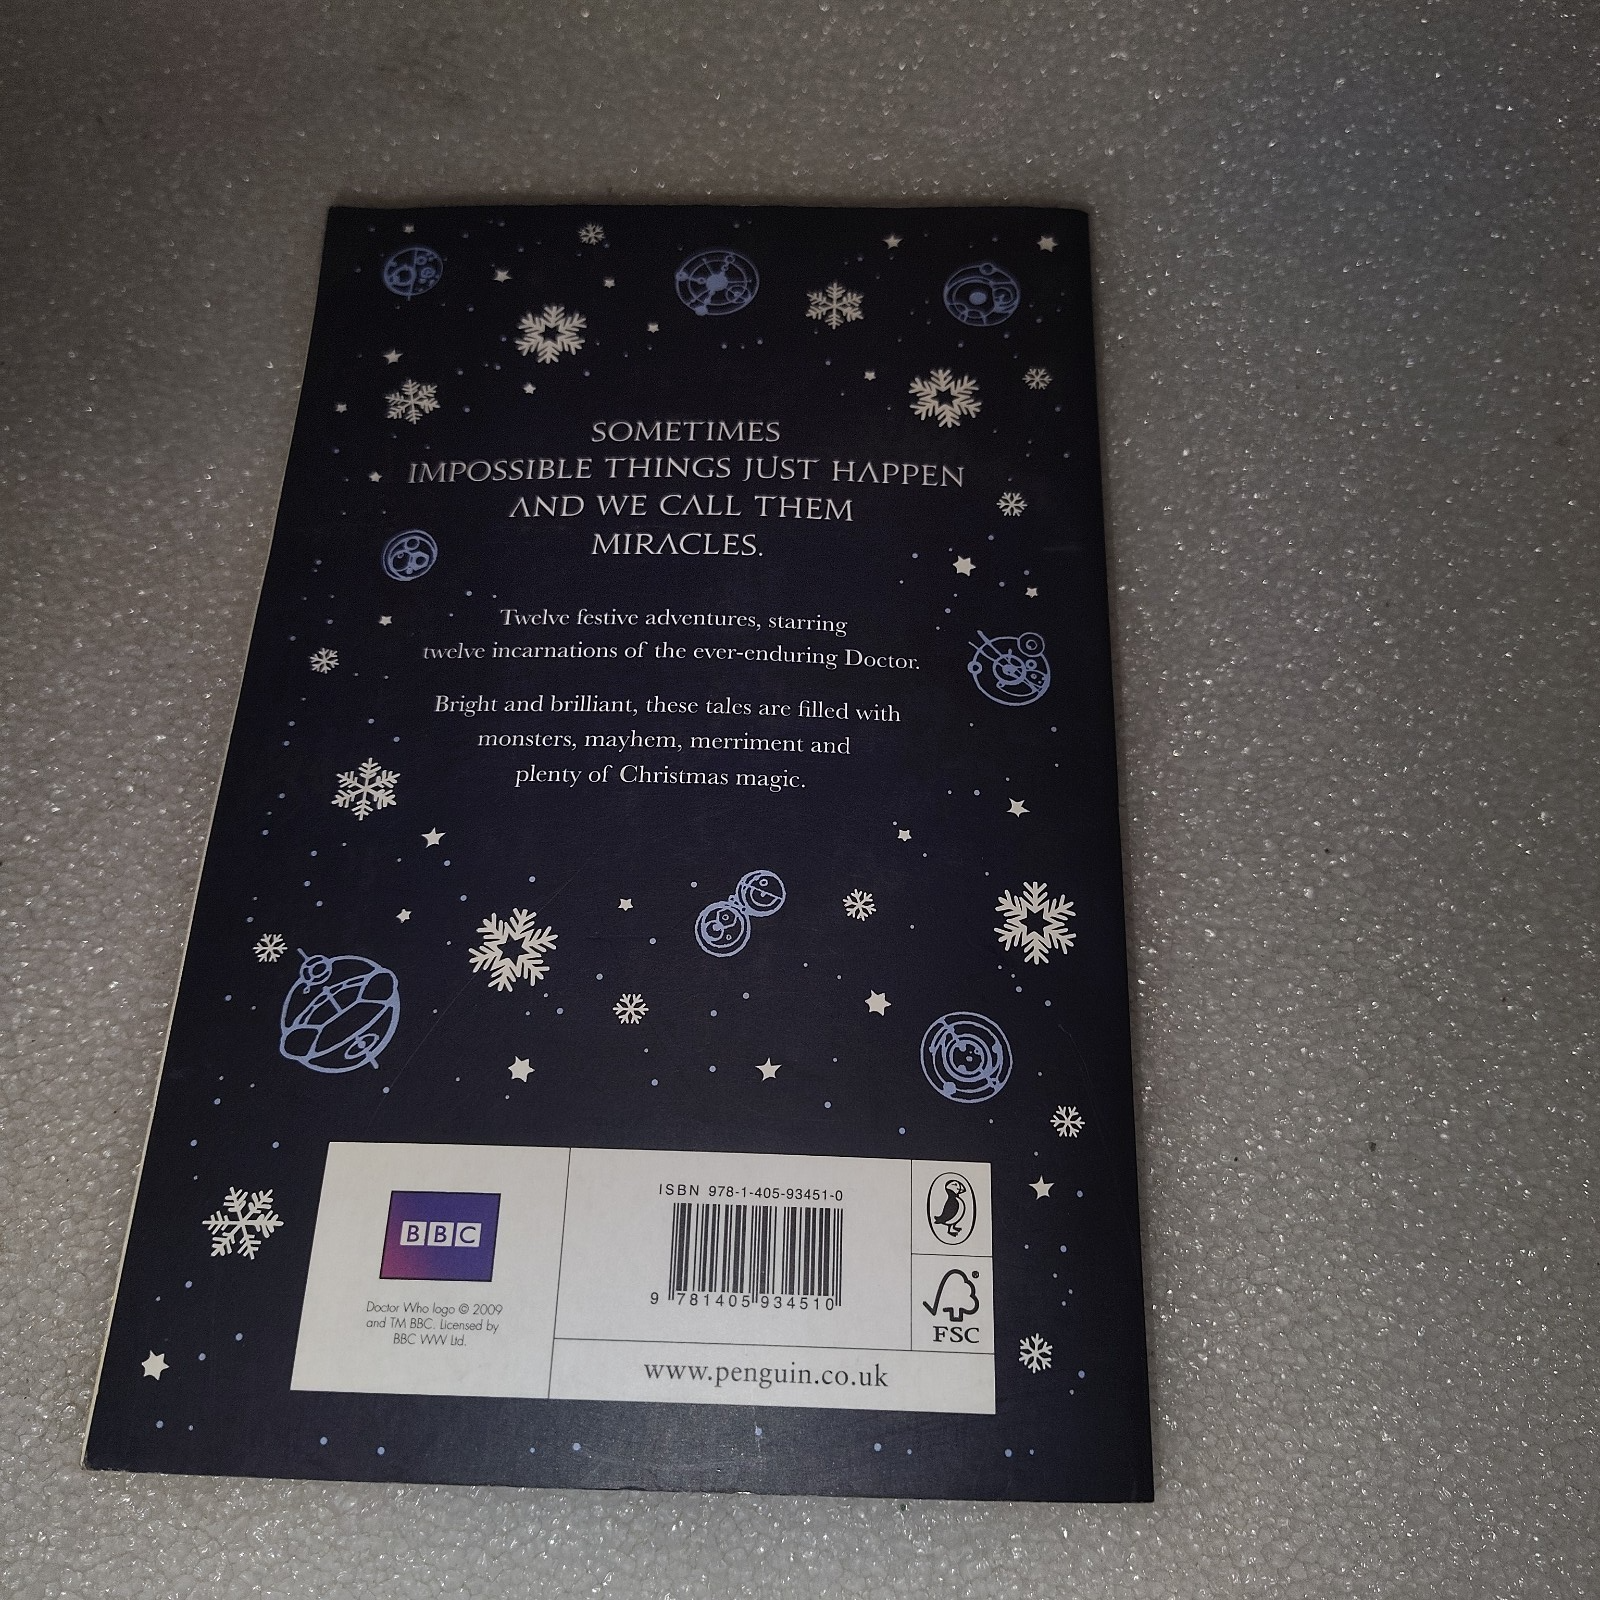 SOMETIMES
IMPOSSIBLE THINGS JUST HAPPEN
AND WE CALL THEM
MIRACLES.
Twelve festive adventures, starring
twelve incarnations of the ever-enduring Doctor.
Bright and brilliant, these tales are filled with
monsters, mayhem, merriment and
plenty of Christmas magic.
BBC
Doctor Who logo © 2009
and TM BBC. Licensed by
BBC WW Ltd.
ISBN 978-1-405-93451-0
9 781405 934510
FSC
®
www.penguin.co.uk